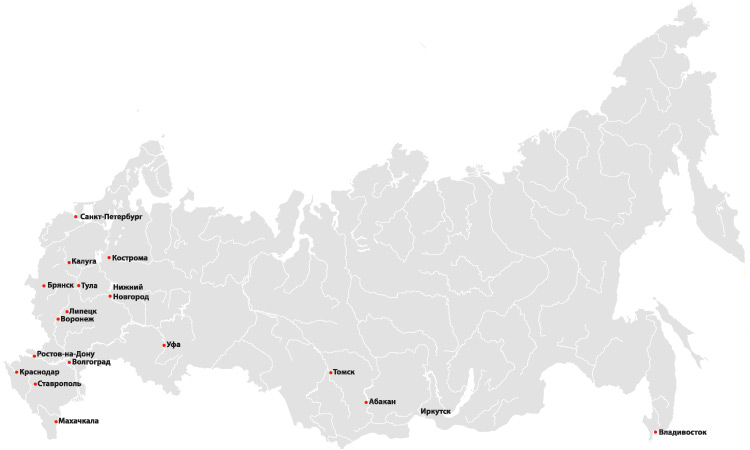 Санкт-Петербург
Калуга
Кострома
Брянск
Тула
Нижний
Новгород
Липецк
Воронеж
Уфа
Ростов-на-Дону
Волгоград
Краснодар
Ставрополь
Томск
Абакан
Иркутск
Махачкала
Владивосток